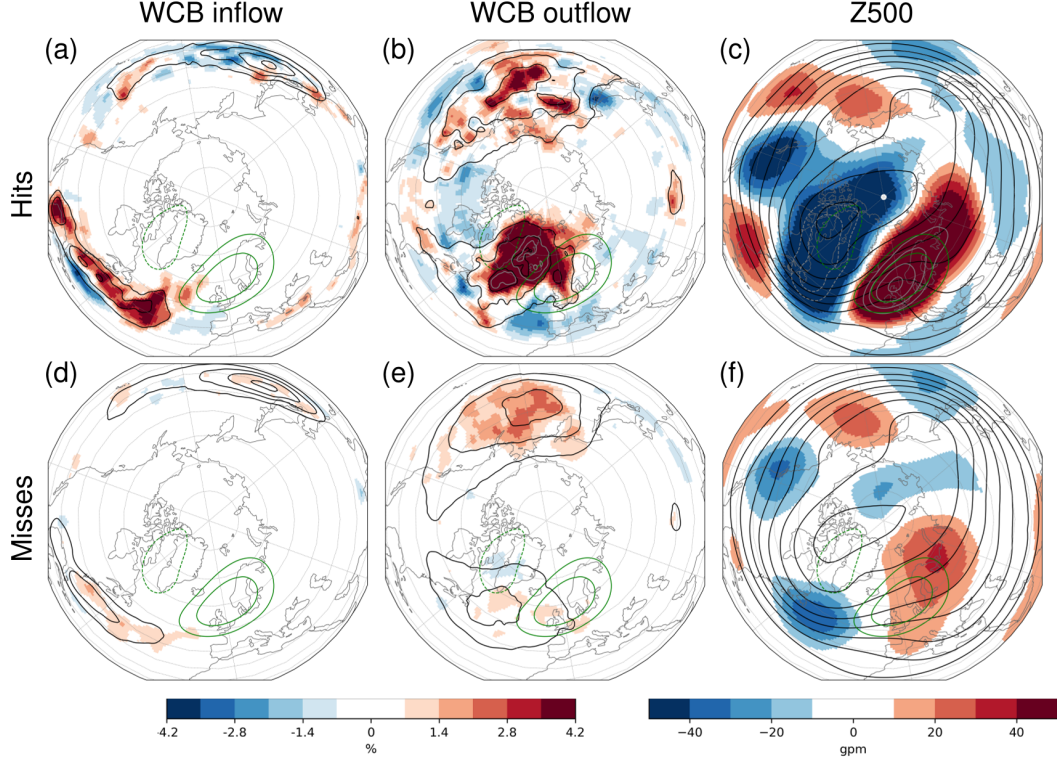 WCB inflow WCB outflow Z500
(a) (b) (c)
Hits
(d) (e) (f)
Misses
4.2 −2.8 −1.4 0 1.4 2.8 4.2
%
−40 −20 0 20 40
gpm